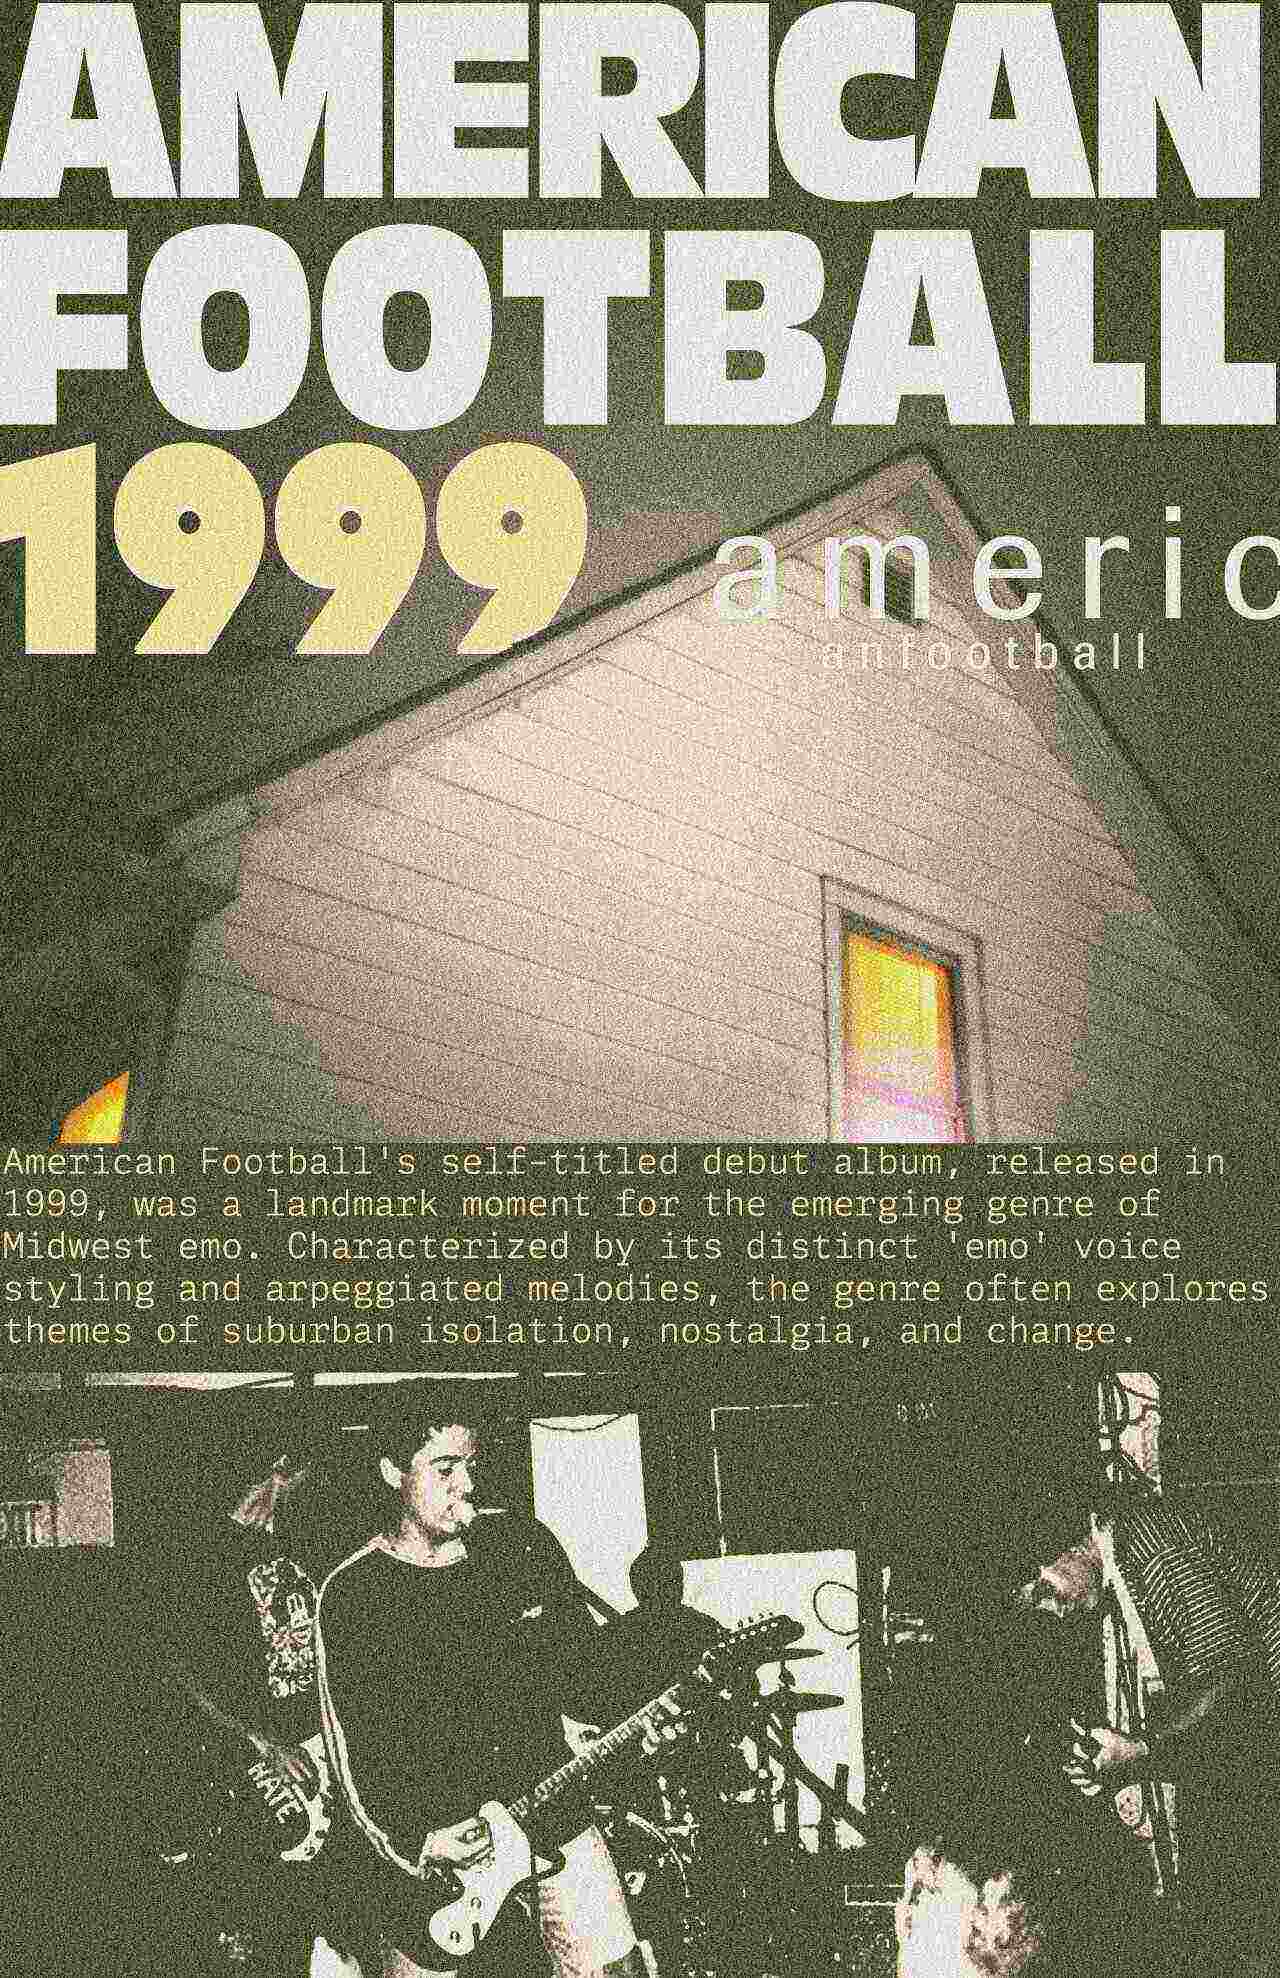 AMERICAN
FOOTBALL
1999
americ
anfootball
American Football's self-titled debut album, released in
1999, was a landmark moment for the emerging genre of
Midwest emo. Characterized by its distinct 'emo' voice
styling and arpeggiated melodies, the genre often explores
themes of suburban isolation, nostalgia, and change.
HATE